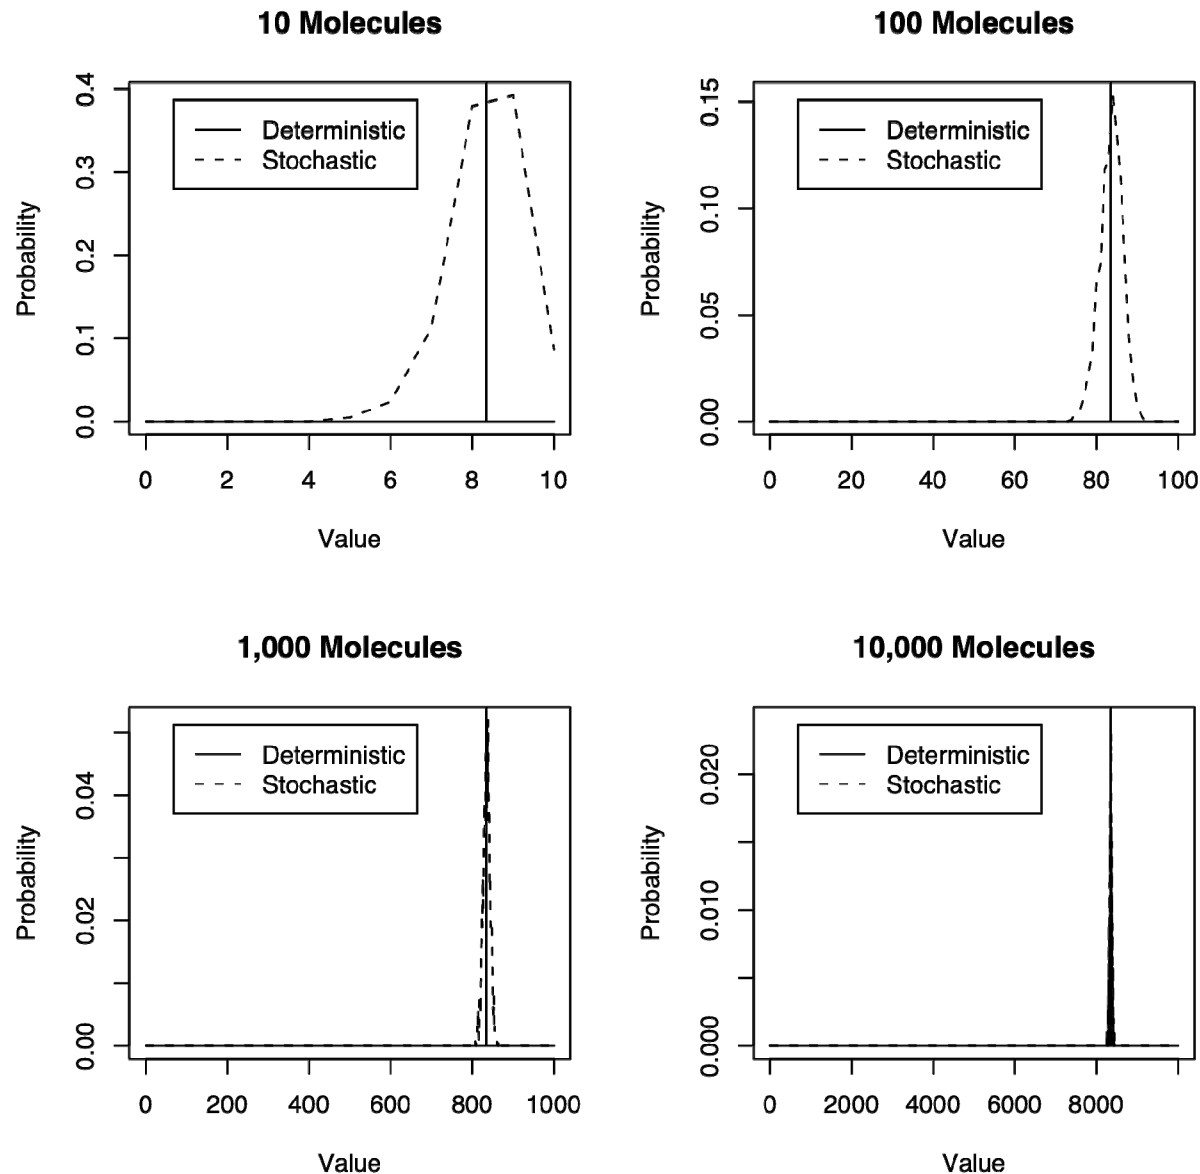 10 Molecules
Probability
0.4
0.3
0.2
0.1
0.0
Deterministic
Stochastic
0 2 4 6 8 10
Value
100 Molecules
Probability
0.15
0.10
0.05
0.00
Deterministic
Stochastic
0 20 40 60 80 100
Value
1,000 Molecules
Probability
0.04
0.02
0.00
Deterministic
Stochastic
0 200 400 600 800 1000
Value
10,000 Molecules
Probability
0.020
0.010
0.000
Deterministic
Stochastic
0 2000 4000 6000 8000
Value